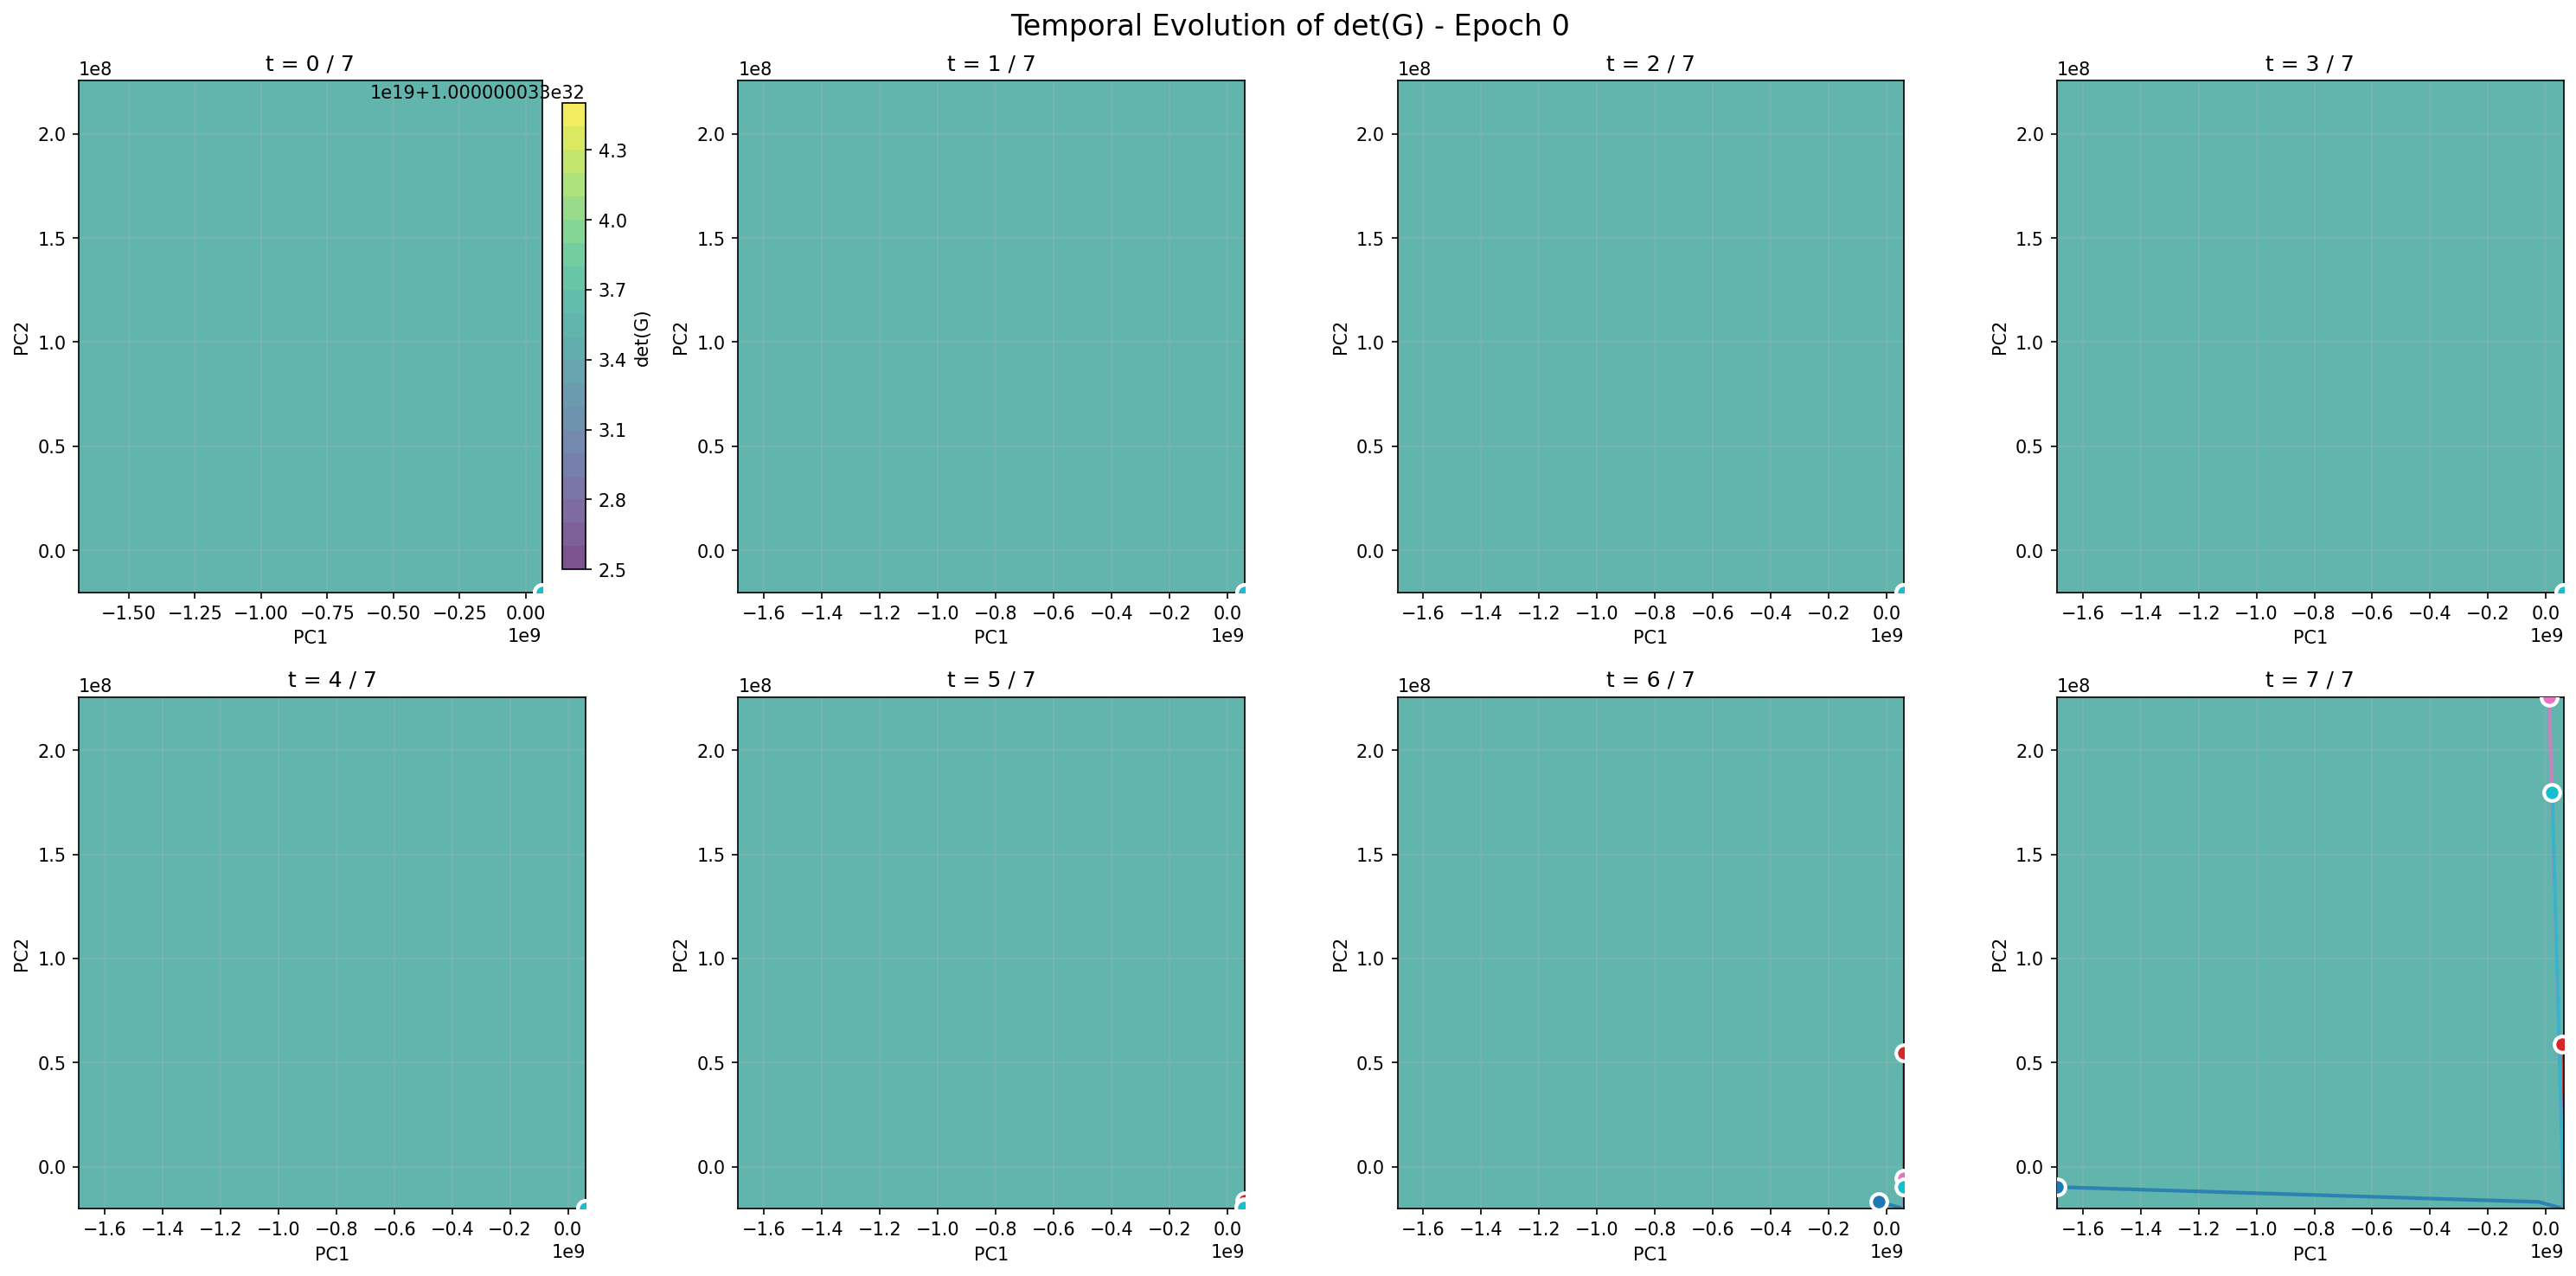 Temporal Evolution of det(G) - Epoch 0
t = 0 / 7
1e8
1e19+1.000000033e32
2.0
1.5
1.0
0.5
0.0
PC2
−1.50 −1.25 −1.00 −0.75 −0.50 −0.25 0.00
1e9
PC1
4.3
4.0
3.7
3.4
3.1
2.8
2.5
det(G)
t = 1 / 7
1e8
2.0
1.5
1.0
0.5
0.0
PC2
−1.6 −1.4 −1.2 −1.0 −0.8 −0.6 −0.4 −0.2 0.0
1e9
PC1
t = 2 / 7
1e8
2.0
1.5
1.0
0.5
0.0
PC2
−1.6 −1.4 −1.2 −1.0 −0.8 −0.6 −0.4 −0.2 0.0
1e9
PC1
t = 3 / 7
1e8
2.0
1.5
1.0
0.5
0.0
PC2
−1.6 −1.4 −1.2 −1.0 −0.8 −0.6 −0.4 −0.2 0.0
1e9
PC1
t = 4 / 7
1e8
2.0
1.5
1.0
0.5
0.0
PC2
−1.6 −1.4 −1.2 −1.0 −0.8 −0.6 −0.4 −0.2 0.0
1e9
PC1
t = 5 / 7
1e8
2.0
1.5
1.0
0.5
0.0
PC2
−1.6 −1.4 −1.2 −1.0 −0.8 −0.6 −0.4 −0.2 0.0
1e9
PC1
t = 6 / 7
1e8
2.0
1.5
1.0
0.5
0.0
PC2
−1.6 −1.4 −1.2 −1.0 −0.8 −0.6 −0.4 −0.2 0.0
1e9
PC1
t = 7 / 7
1e8
2.0
1.5
1.0
0.5
0.0
PC2
−1.6 −1.4 −1.2 −1.0 −0.8 −0.6 −0.4 −0.2 0.0
1e9
PC1